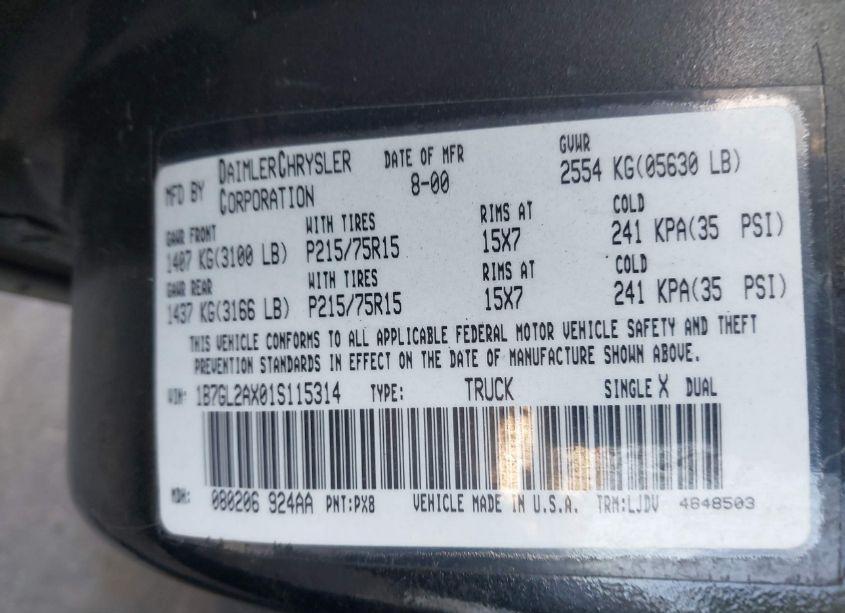 MFD BY DAIMLERCHRYSLER CORPORATION DATE OF MFR 8-00 GVWR 2554 KG(05630 LB)
GAWR FRONT WITH TIRES RIMS AT COLD
1407 KG(3100 LB) P215/75R15 15X7 241 KPA(35 PSI)
GAWR REAR WITH TIRES RIMS AT COLD
1437 KG(3166 LB) P215/75R15 15X7 241 KPA(35 PSI)
THIS VEHICLE CONFORMS TO ALL APPLICABLE FEDERAL MOTOR VEHICLE SAFETY AND THEFT
PREVENTION STANDARDS IN EFFECT ON THE DATE OF MANUFACTURE SHOWN ABOVE.
VIN: 1B7GL2AX01S115314 TYPE: TRUCK SINGLE X DUAL
MDH: 080206 924AA PNT:PX8 VEHICLE MADE IN U.S.A. TRM:LJDV 4648503